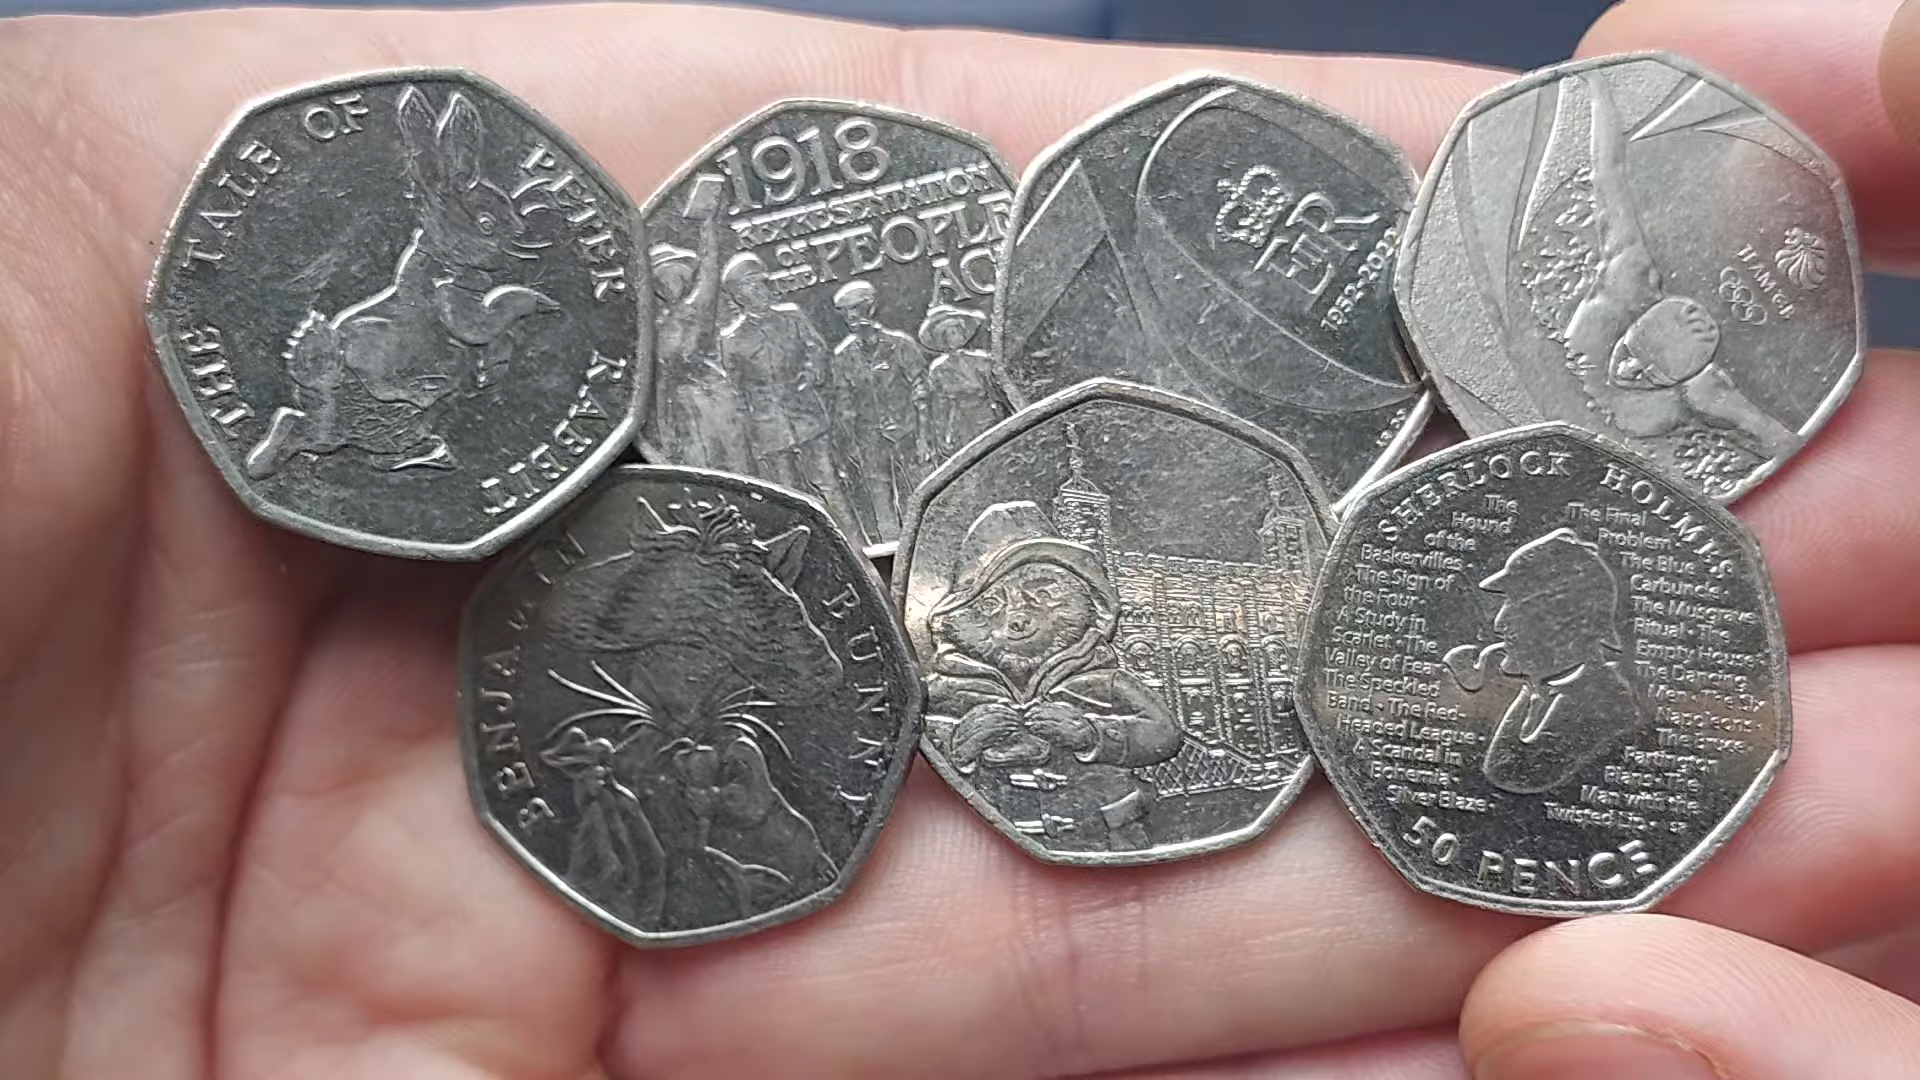 THE TALE OF PETER RABBIT
1918
REPRESENTATION
OF THE PEOPLE
AC
ER
1952-2022
TEAM GB
BENJAMIN BUNNY
SHERLOCK HOLMES
The
Hound
of the
Baskervilles ·
The Sign of
the Four ·
A Study in
Scarlet · The
Valley of Fear
The Speckled
Band · The Red-
Headed League ·
A Scandal in
Bohemia ·
Silver Blaze ·
The Final
Problem ·
The Blue
Carbuncle ·
The Musgrave
Ritual · The
Empty House ·
The Dancing
Men · The Six
Napoleons ·
The Bruce-
Partington
Plans · The
Man with the
Twisted Lip ·
50 PENCE